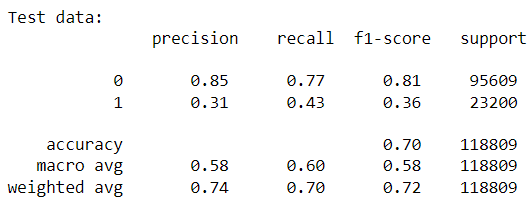 Test data:
precision recall f1-score support
0 0.85 0.77 0.81 95609
1 0.31 0.43 0.36 23200
accuracy 0.70 118809
macro avg 0.58 0.60 0.58 118809
weighted avg 0.74 0.70 0.72 118809